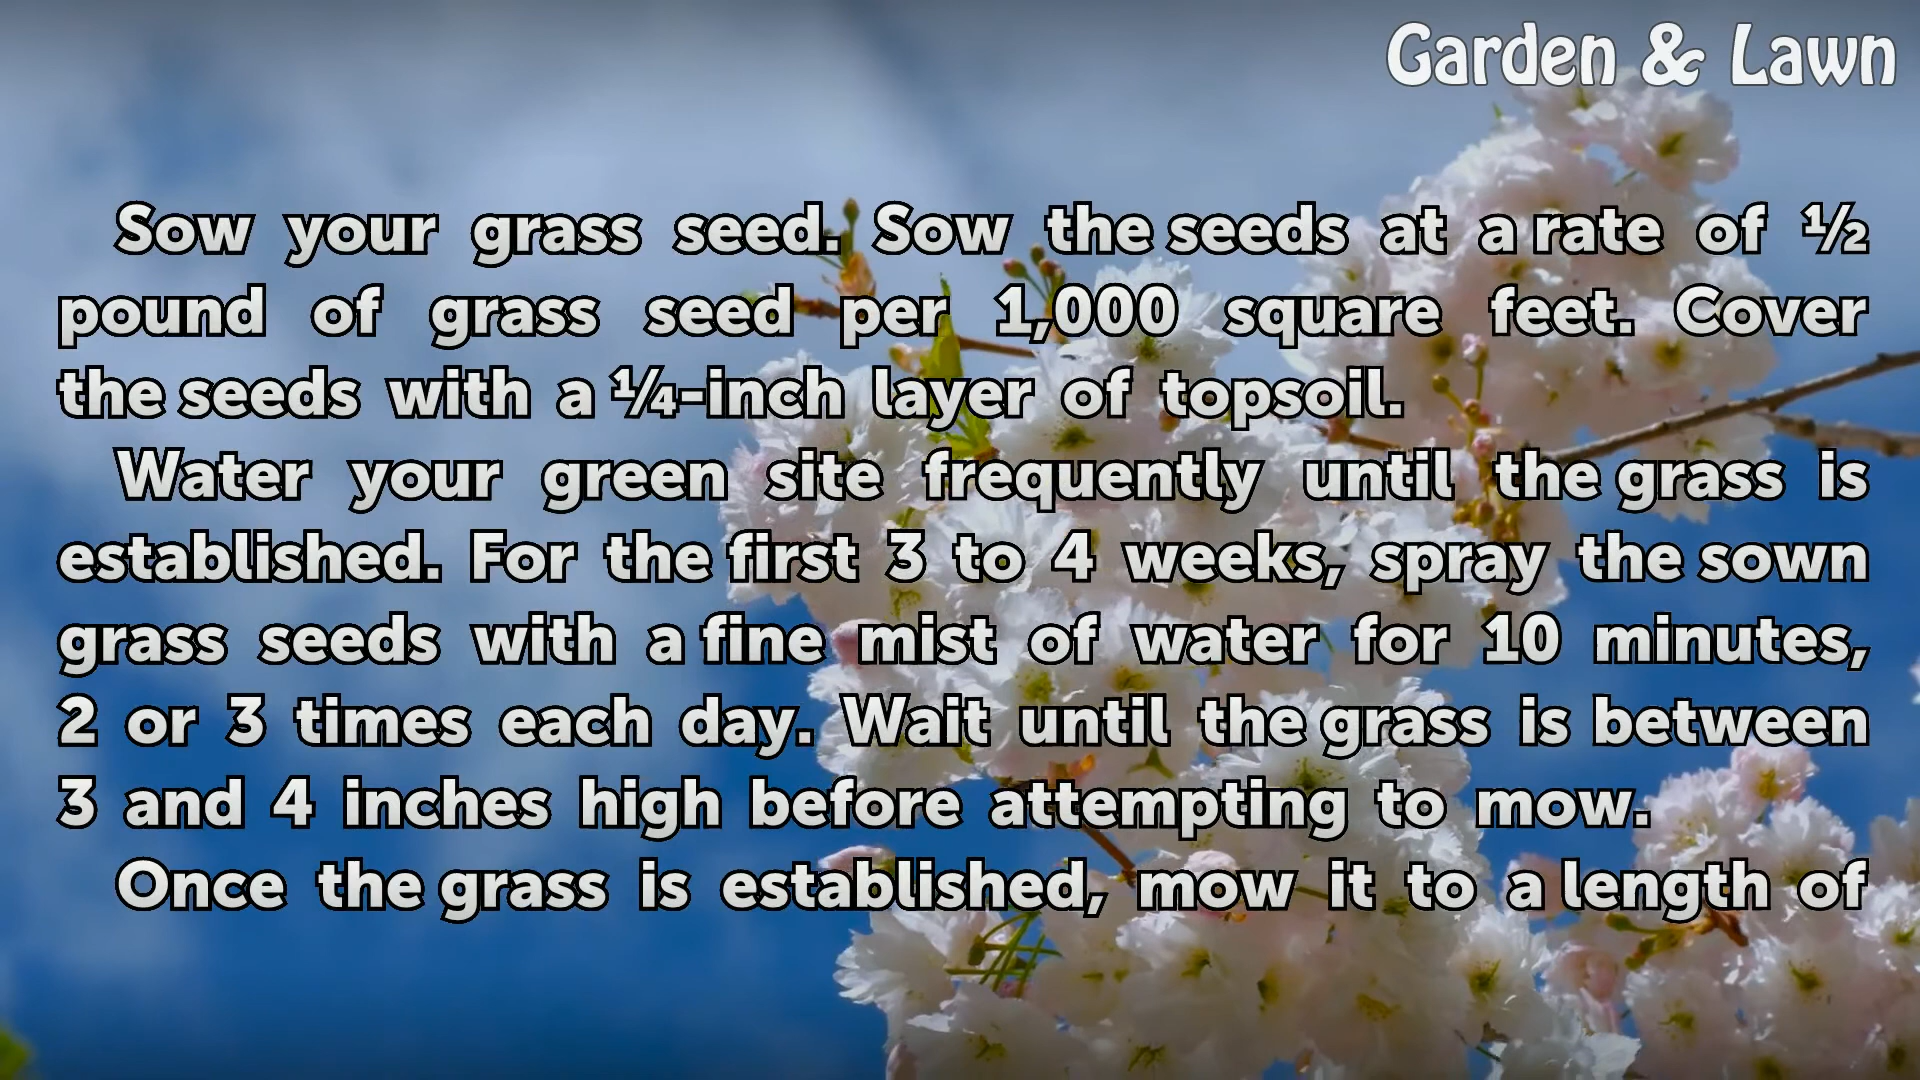 Garden & Lawn
Sow your grass seed. Sow the seeds at a rate of ½
pound of grass seed per 1,000 square feet. Cover
the seeds with a ¼-inch layer of topsoil.
Water your green site frequently until the grass is
established. For the first 3 to 4 weeks, spray the sown
grass seeds with a fine mist of water for 10 minutes,
2 or 3 times each day. Wait until the grass is between
3 and 4 inches high before attempting to mow.
Once the grass is established, mow it to a length of